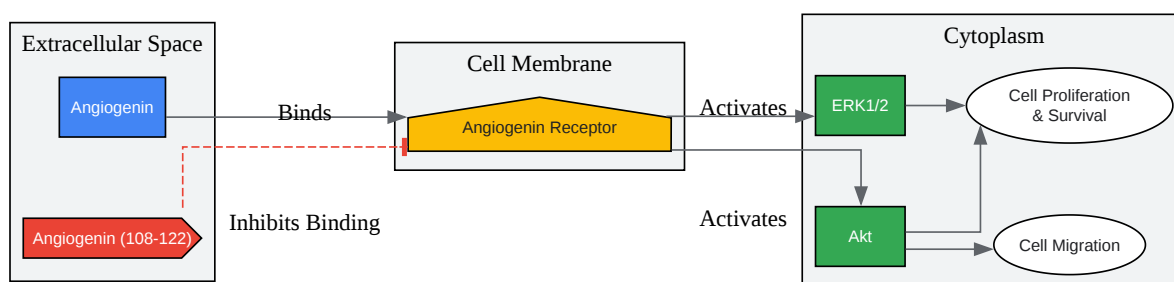 Extracellular Space
Angiogenin
Angiogenin (108-122)
Binds
Inhibits Binding
Cell Membrane
Angiogenin Receptor
Activates
Activates
Cytoplasm
ERK1/2
Akt
Cell Proliferation
& Survival
Cell Migration